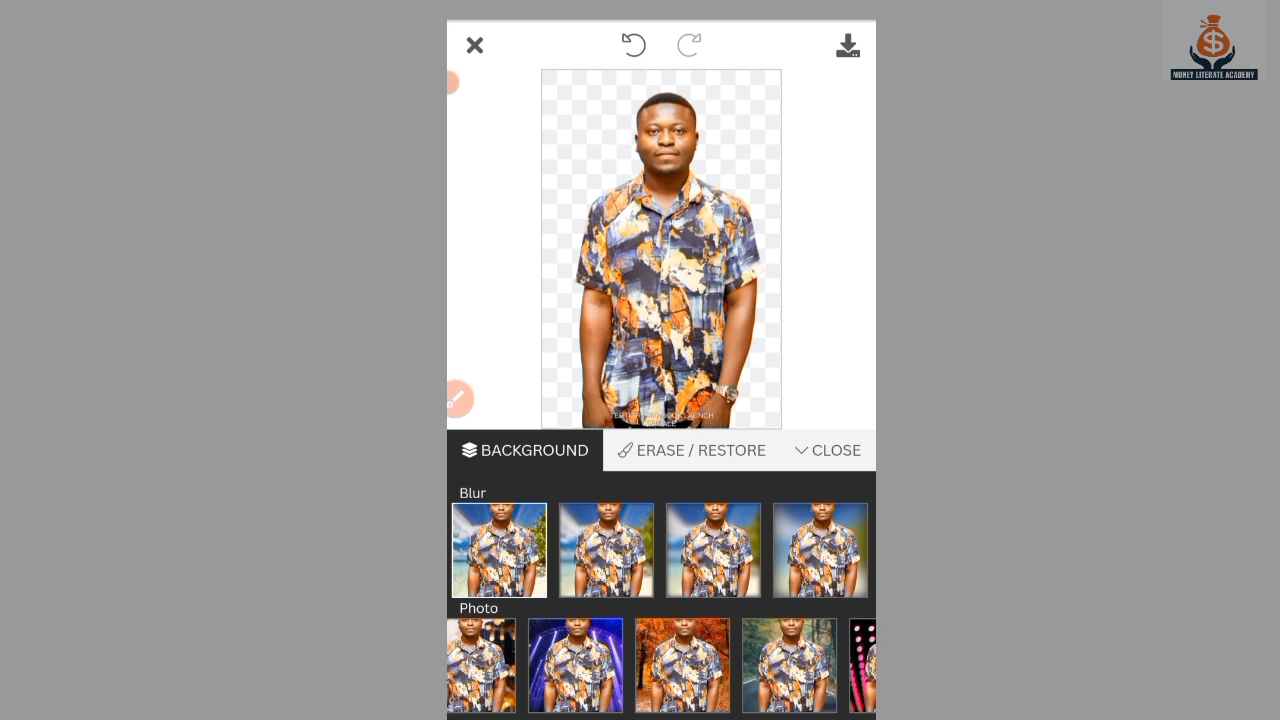 MONEY LITERATE ACADEMY
BACKGROUND
ERASE / RESTORE
CLOSE
Blur
Photo